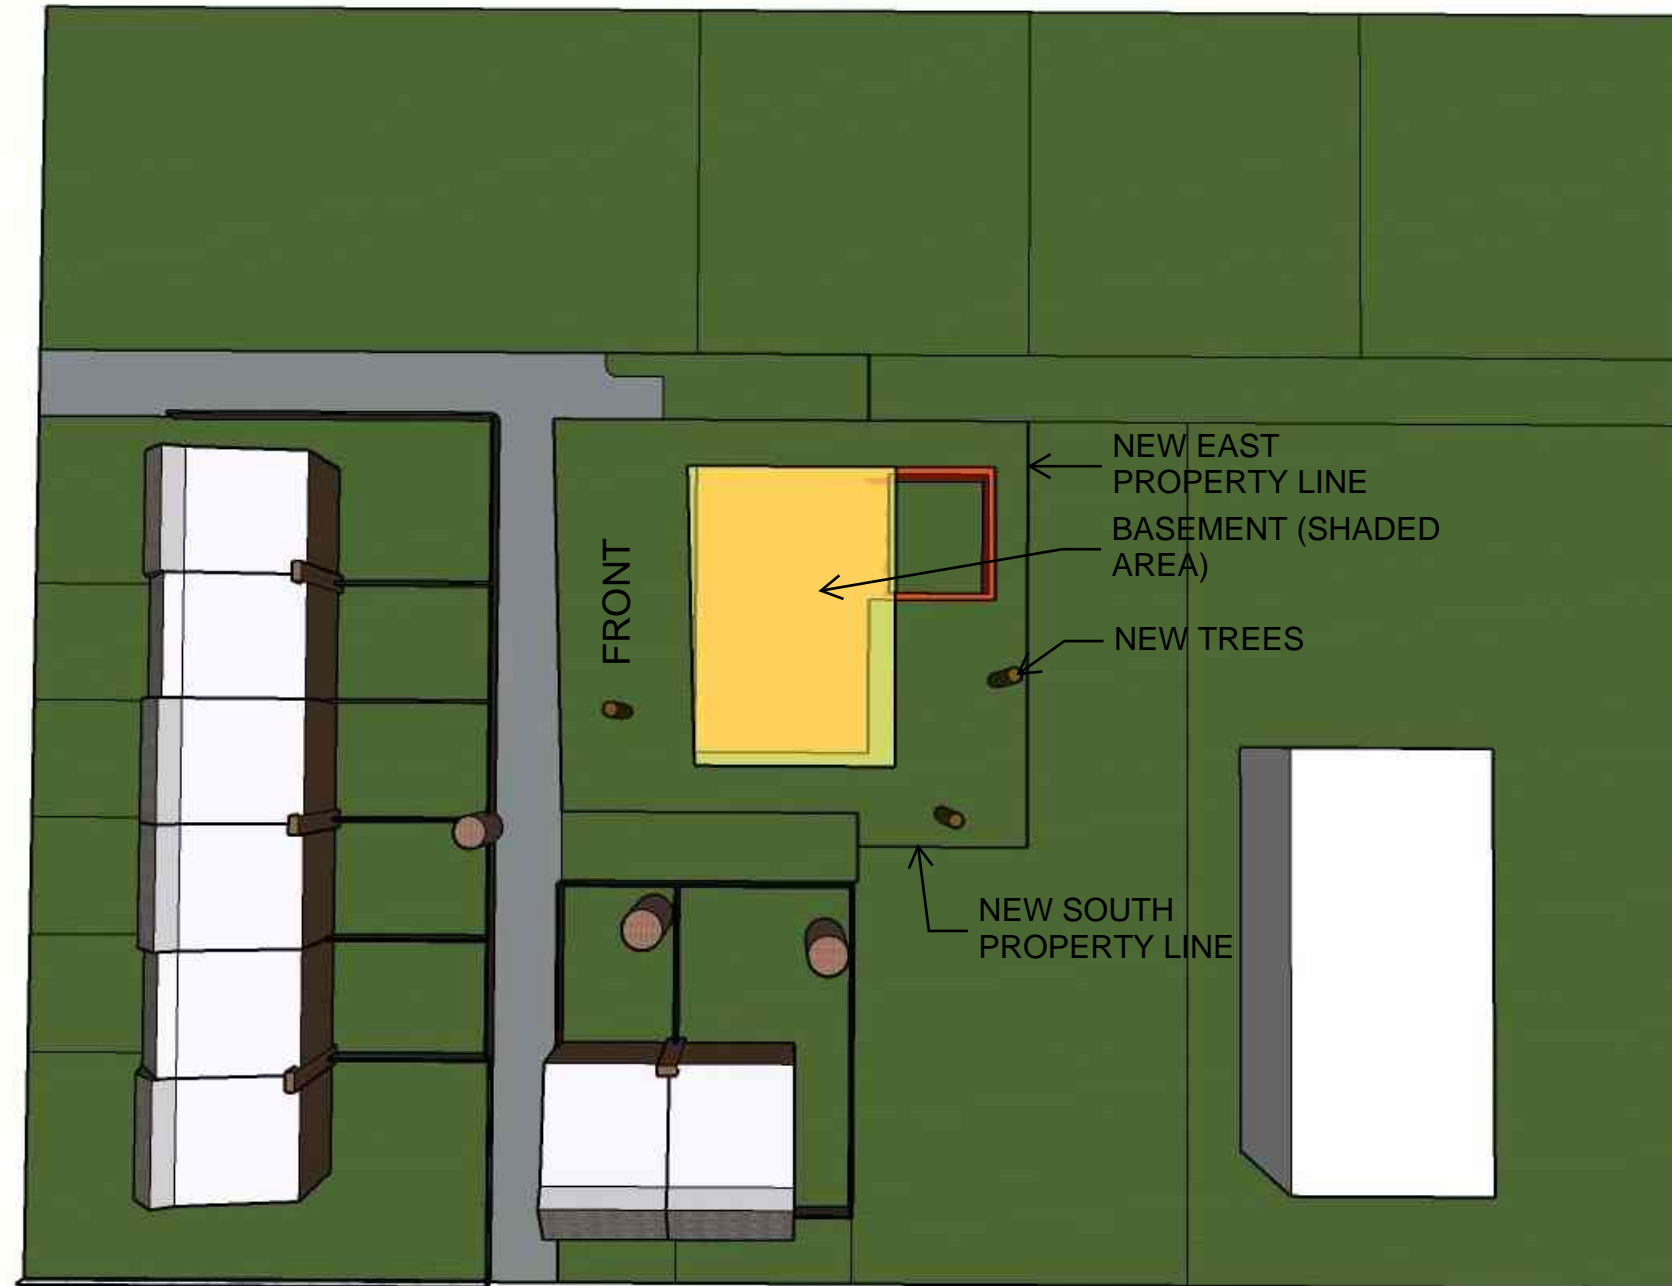 NEW EAST
PROPERTY LINE
BASEMENT (SHADED
AREA)
FRONT
NEW TREES
NEW SOUTH
PROPERTY LINE